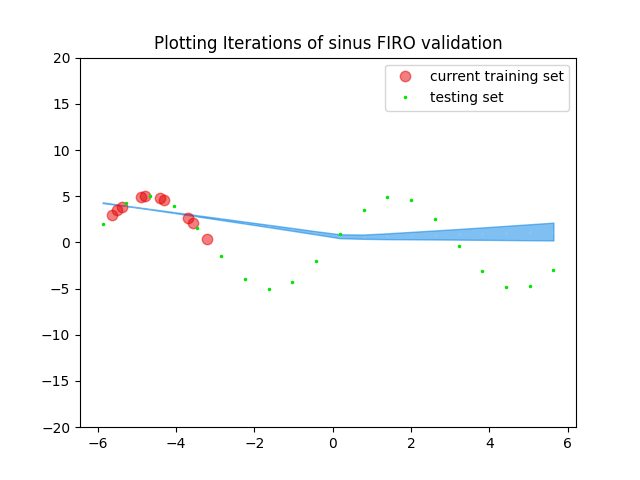 Plotting Iterations of sinus FIRO validation
current training set
testing set
20
15
10
5
0
−5
−10
−15
−20
−6 −4 −2 0 2 4 6